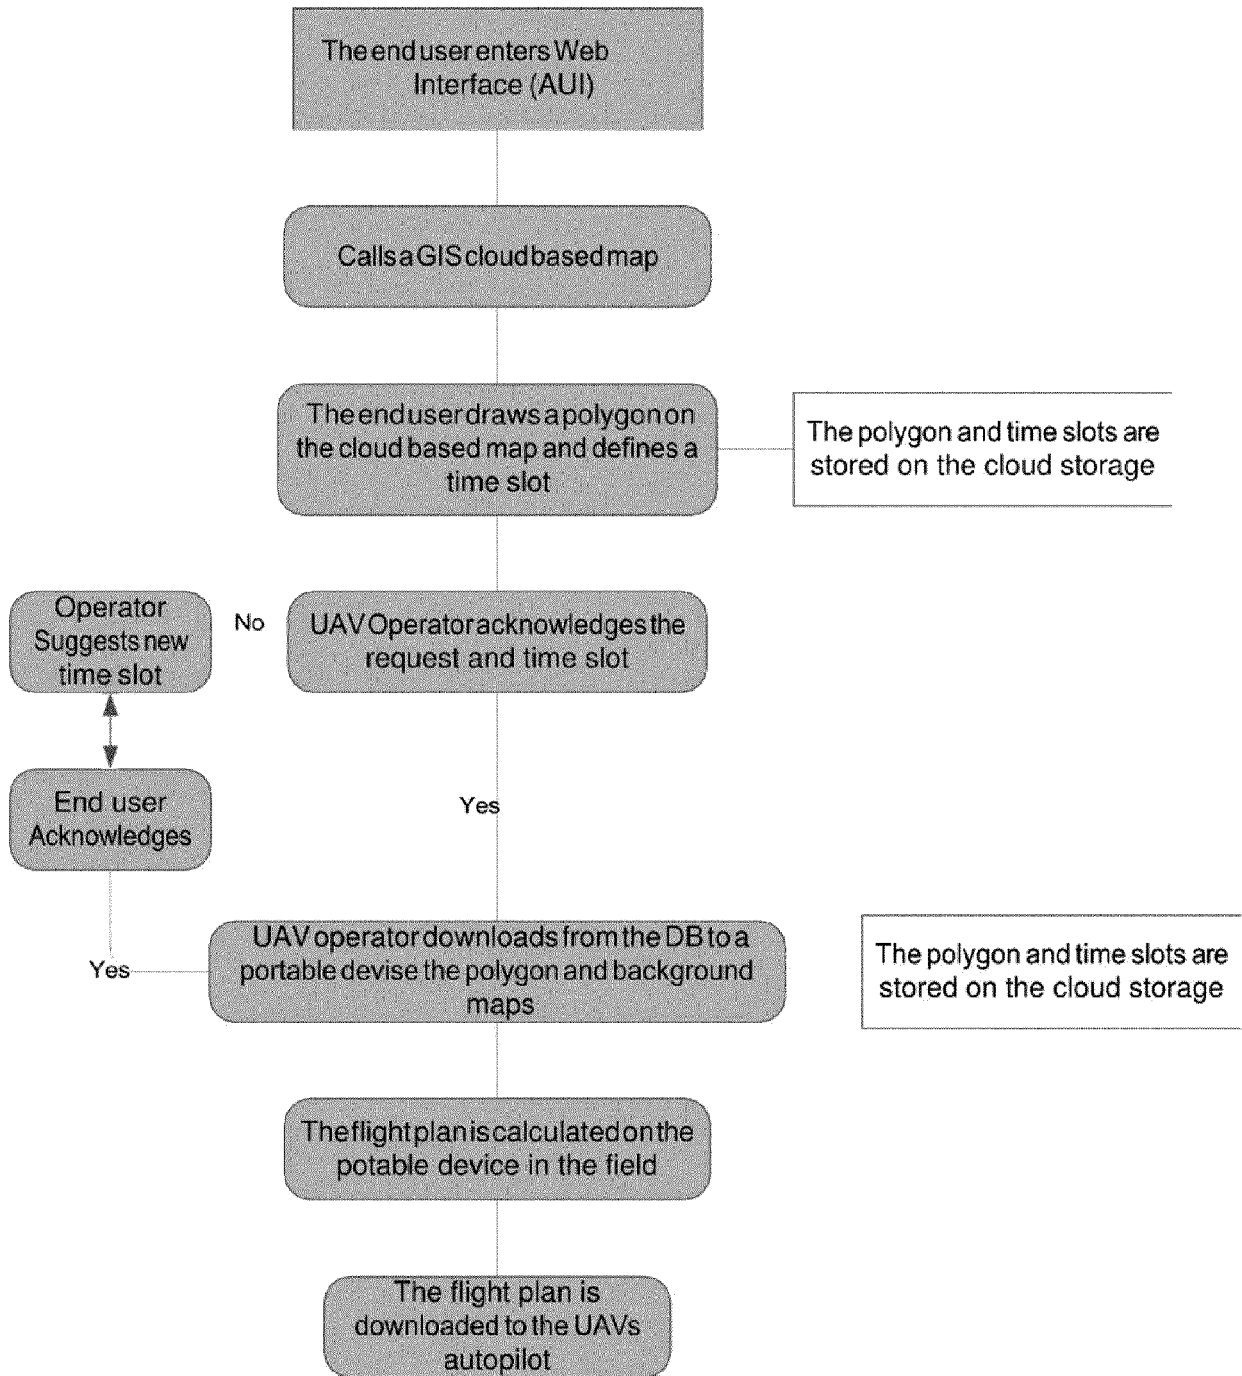 The end user enters Web
Interface (AUI)
Calls a GIS cloud based map
The end user draws a polygon on
the cloud based map and defines a
time slot
The polygon and time slots are
stored on the cloud storage
Operator
Suggests new
time slot
No
UAV Operator acknowledges the
request and time slot
End user
Acknowledges
Yes
Yes
UAV operator downloads from the DB to a
portable devise the polygon and background
maps
The polygon and time slots are
stored on the cloud storage
The flight plan is calculated on the
potable device in the field
The flight plan is
downloaded to the UAVs
autopilot